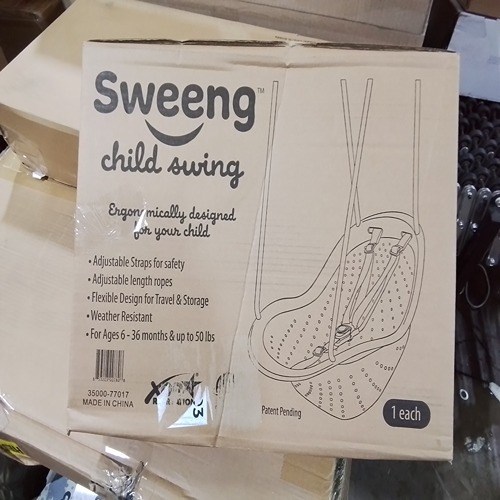 Sweeng™
child swing
Ergonomically designed
for your child
• Adjustable Straps for safety
• Adjustable length ropes
• Flexible Design for Travel & Storage
• Weather Resistant
• For Ages 6 - 36 months & up to 50 lbs
35000-77017
MADE IN CHINA
3
Patent Pending
1 each